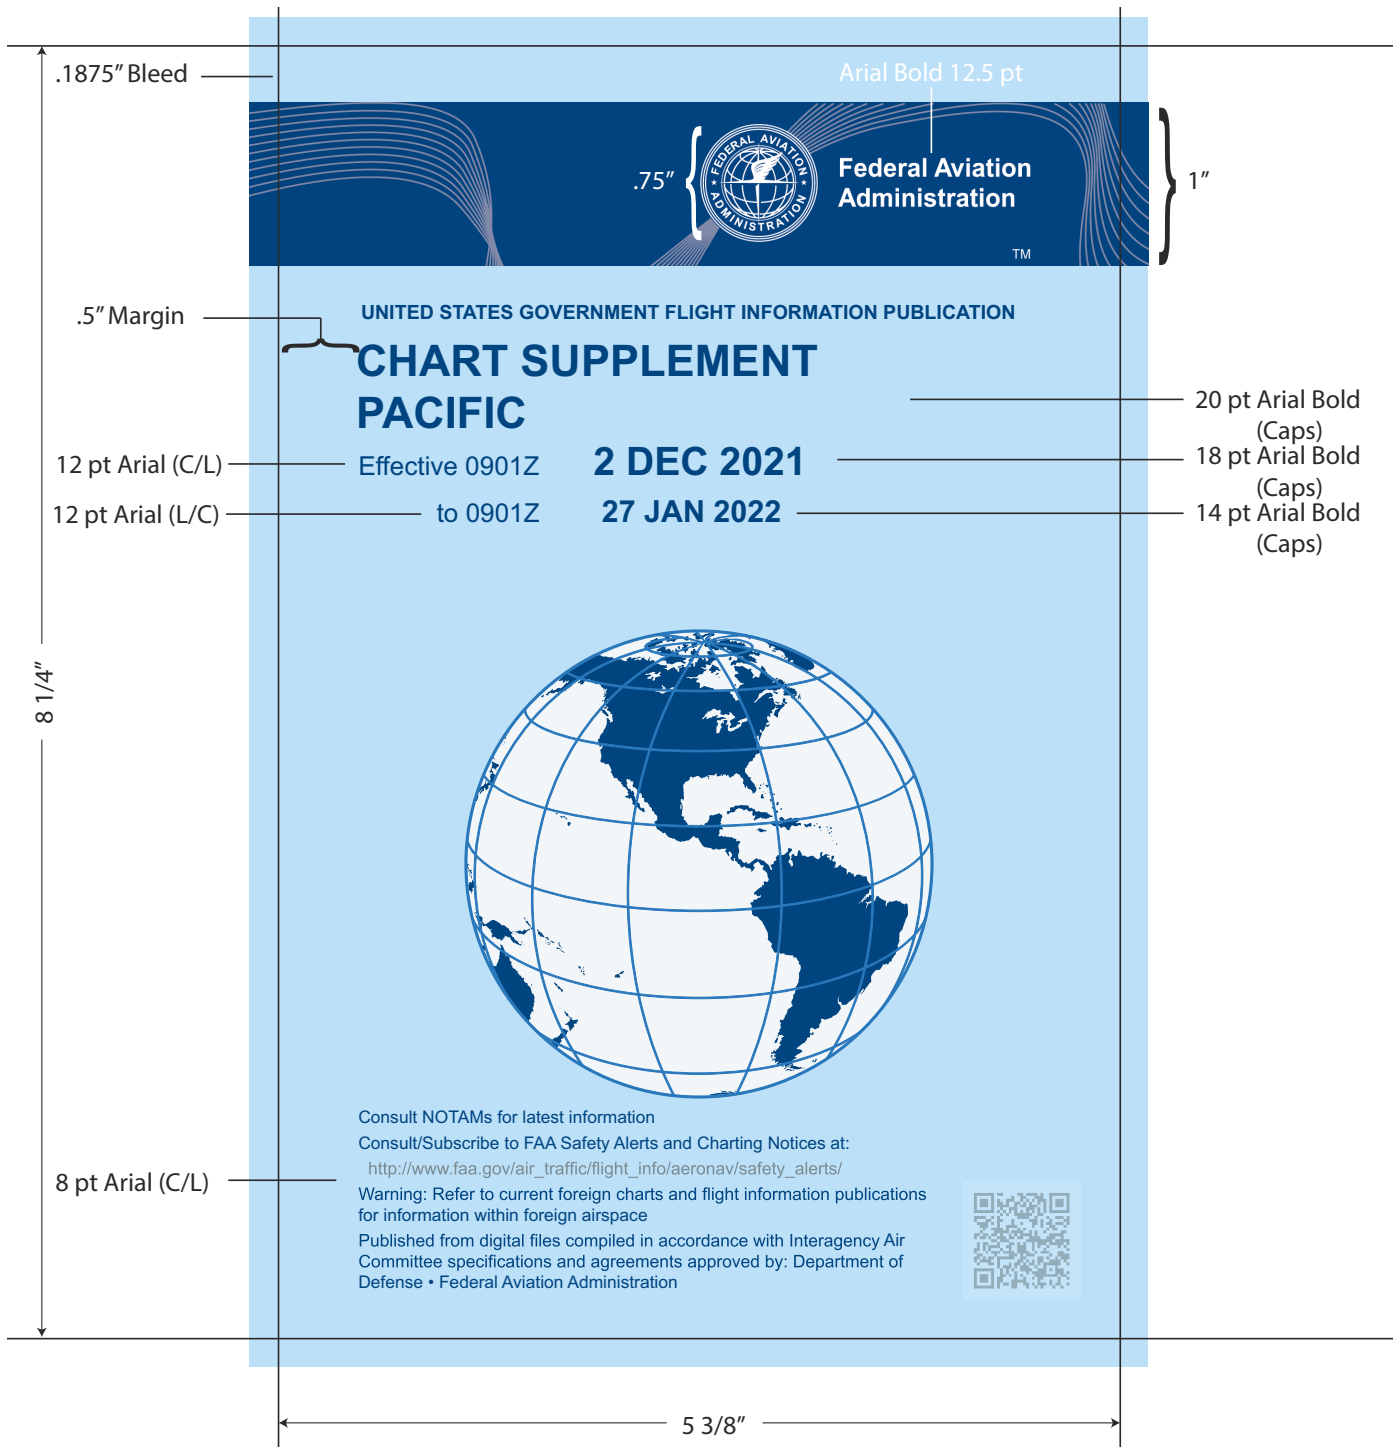 .1875” Bleed
Arial Bold 12.5 pt
FEDERAL AVIATION
ADMINISTRATION
.75”
Federal Aviation
Administration
TM
1”
.5” Margin
UNITED STATES GOVERNMENT FLIGHT INFORMATION PUBLICATION
CHART SUPPLEMENT
PACIFIC
20 pt Arial Bold
(Caps)
12 pt Arial (C/L)
Effective 0901Z
2 DEC 2021
18 pt Arial Bold
(Caps)
12 pt Arial (L/C)
to 0901Z
27 JAN 2022
14 pt Arial Bold
(Caps)
8 1/4”
Consult NOTAMs for latest information
Consult/Subscribe to FAA Safety Alerts and Charting Notices at:
http://www.faa.gov/air_traffic/flight_info/aeronav/safety_alerts/
8 pt Arial (C/L)
Warning: Refer to current foreign charts and flight information publications
for information within foreign airspace
Published from digital files compiled in accordance with Interagency Air
Committee specifications and agreements approved by: Department of
Defense • Federal Aviation Administration
5 3/8”